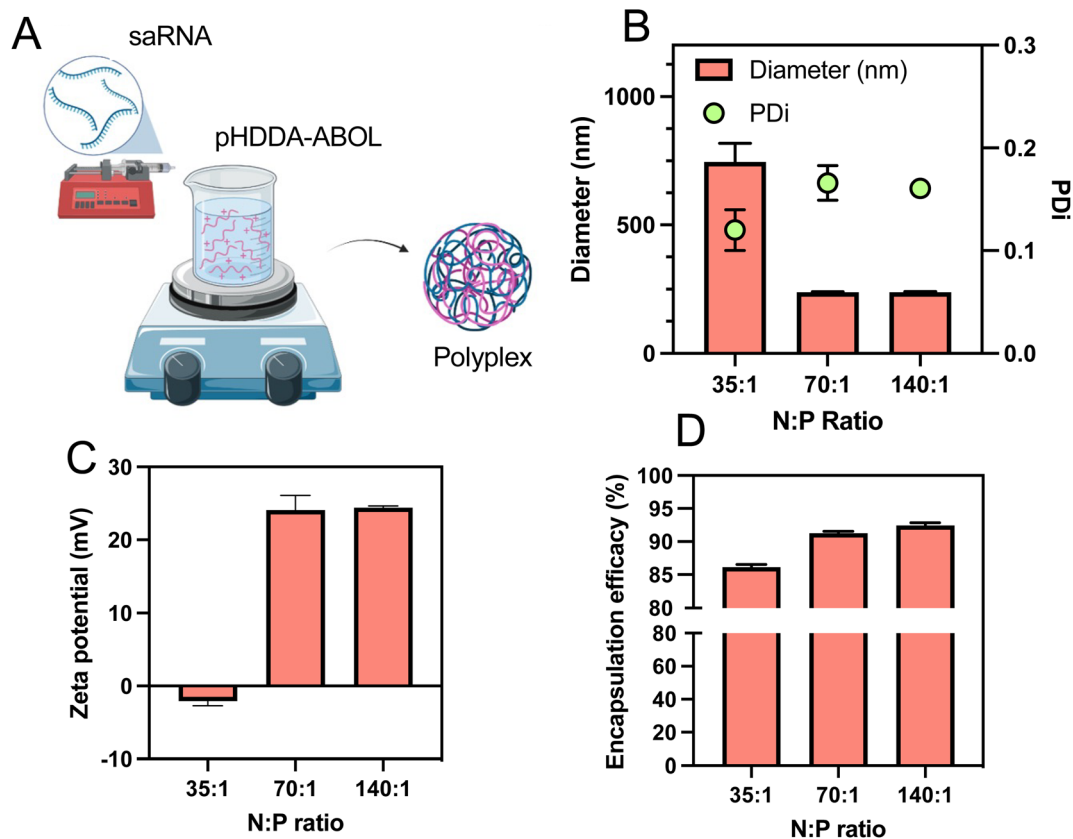 A
saRNA
pHDDA-ABOL
Polyplex
B
Diameter (nm)
PDi
1000
500
0
0.3
0.2
0.1
0.0
Diameter (nm)
PDi
35:1
70:1
140:1
N:P Ratio
C
30
20
10
0
-10
Zeta potential (mV)
35:1
70:1
140:1
N:P ratio
D
100
95
90
85
80
80
60
40
20
0
Encapsulation efficacy (%)
35:1
70:1
140:1
N:P ratio